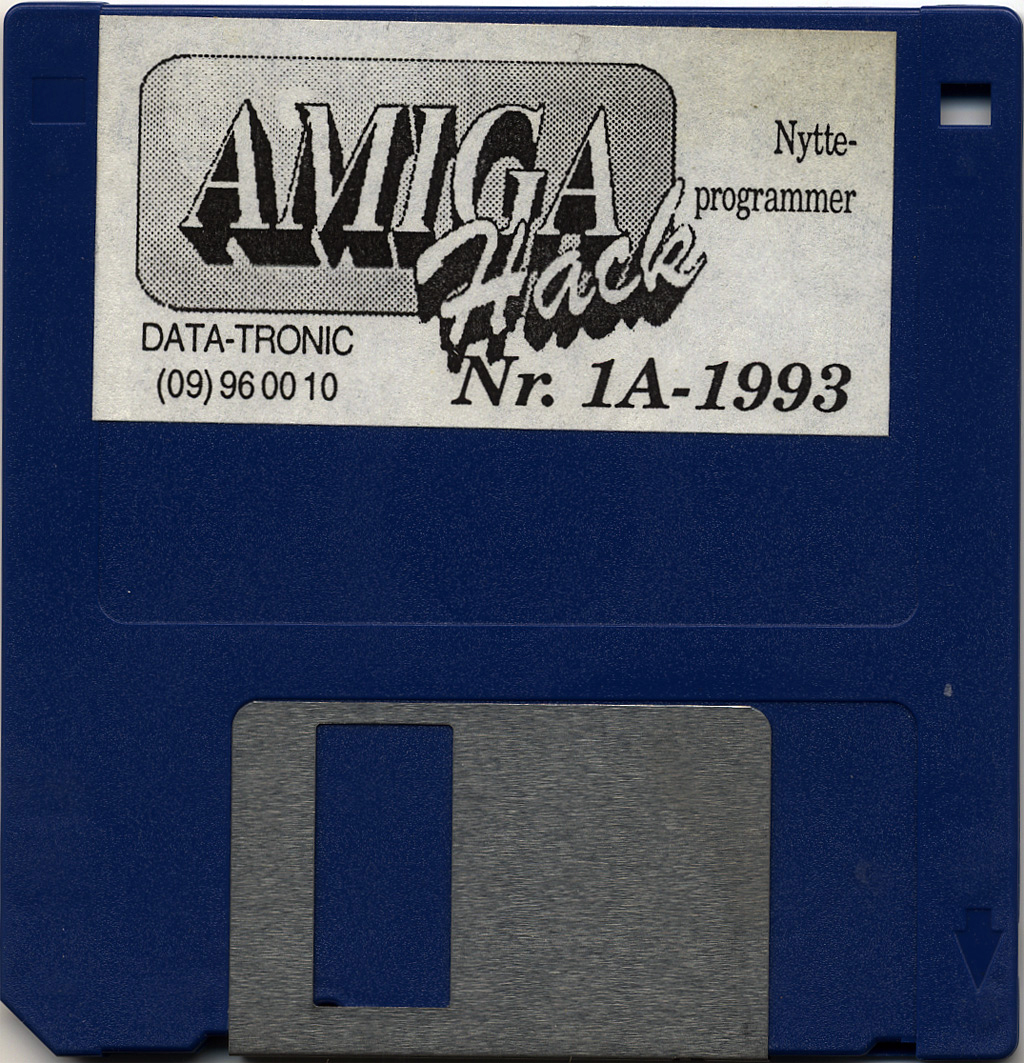 AMIGA
Hack
Nytte-
programmer
DATA-TRONIC
(09) 96 00 10
Nr. 1A-1993